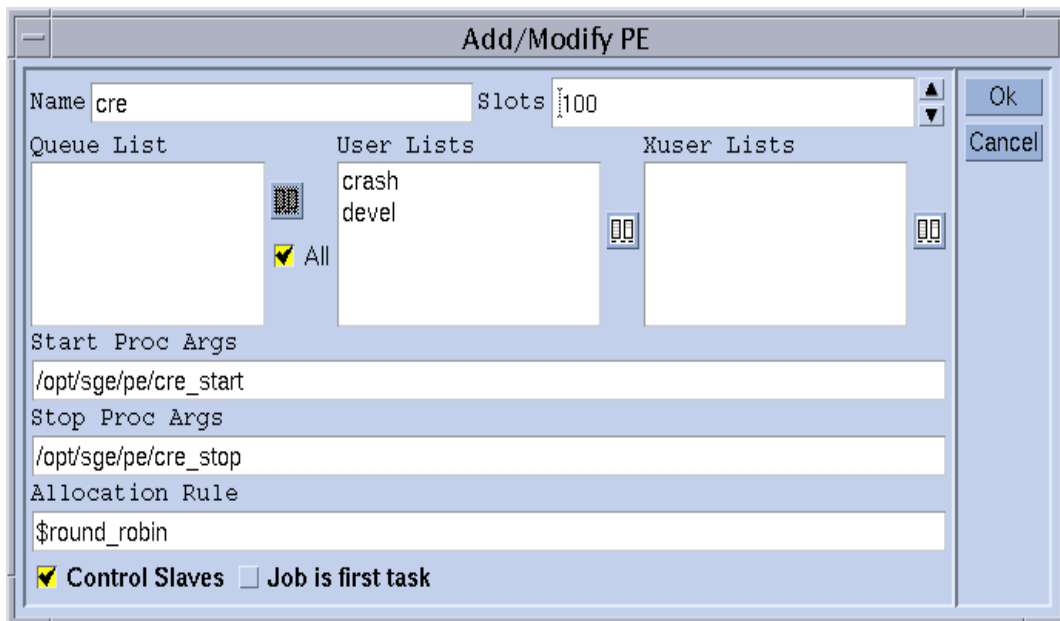 Add/Modify PE
Name cre Slots 100 Ok
Cancel
Queue List User Lists Xuser Lists
crash
devel
All
Start Proc Args
/opt/sge/pe/cre_start
Stop Proc Args
/opt/sge/pe/cre_stop
Allocation Rule
$round_robin
Control Slaves Job is first task